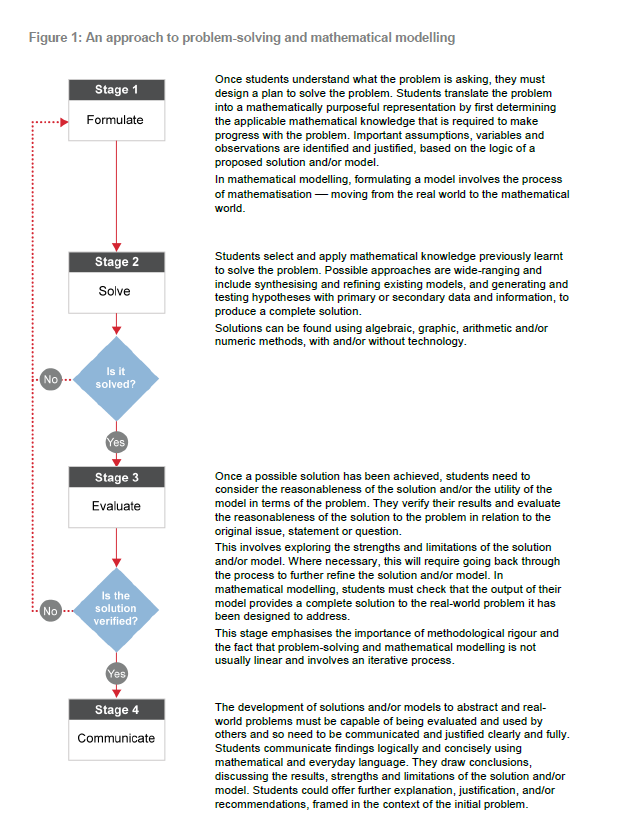 Figure 1: An approach to problem-solving and mathematical modelling
Stage 1
Formulate
Once students understand what the problem is asking, they must
design a plan to solve the problem. Students translate the problem
into a mathematically purposeful representation by first determining
the applicable mathematical knowledge that is required to make
progress with the problem. Important assumptions, variables and
observations are identified and justified, based on the logic of a
proposed solution and/or model.
In mathematical modelling, formulating a model involves the process
of mathematisation — moving from the real world to the mathematical
world.
Stage 2
Solve
Students select and apply mathematical knowledge previously learnt
to solve the problem. Possible approaches are wide-ranging and
include synthesising and refining existing models, and generating and
testing hypotheses with primary or secondary data and information, to
produce a complete solution.
Solutions can be found using algebraic, graphic, arithmetic and/or
numeric methods, with and/or without technology.
Is it
solved?
No
Yes
Stage 3
Evaluate
Once a possible solution has been achieved, students need to
consider the reasonableness of the solution and/or the utility of the
model in terms of the problem. They verify their results and evaluate
the reasonableness of the solution to the problem in relation to the
original issue, statement or question.
This involves exploring the strengths and limitations of the solution
and/or model. Where necessary, this will require going back through
the process to further refine the solution and/or model. In
mathematical modelling, students must check that the output of their
model provides a complete solution to the real-world problem it has
been designed to address.
This stage emphasises the importance of methodological rigour and
the fact that problem-solving and mathematical modelling is not
usually linear and involves an iterative process.
Is the
solution
verified?
No
Yes
Stage 4
Communicate
The development of solutions and/or models to abstract and real-
world problems must be capable of being evaluated and used by
others and so need to be communicated and justified clearly and fully.
Students communicate findings logically and concisely using
mathematical and everyday language. They draw conclusions,
discussing the results, strengths and limitations of the solution and/or
model. Students could offer further explanation, justification, and/or
recommendations, framed in the context of the initial problem.